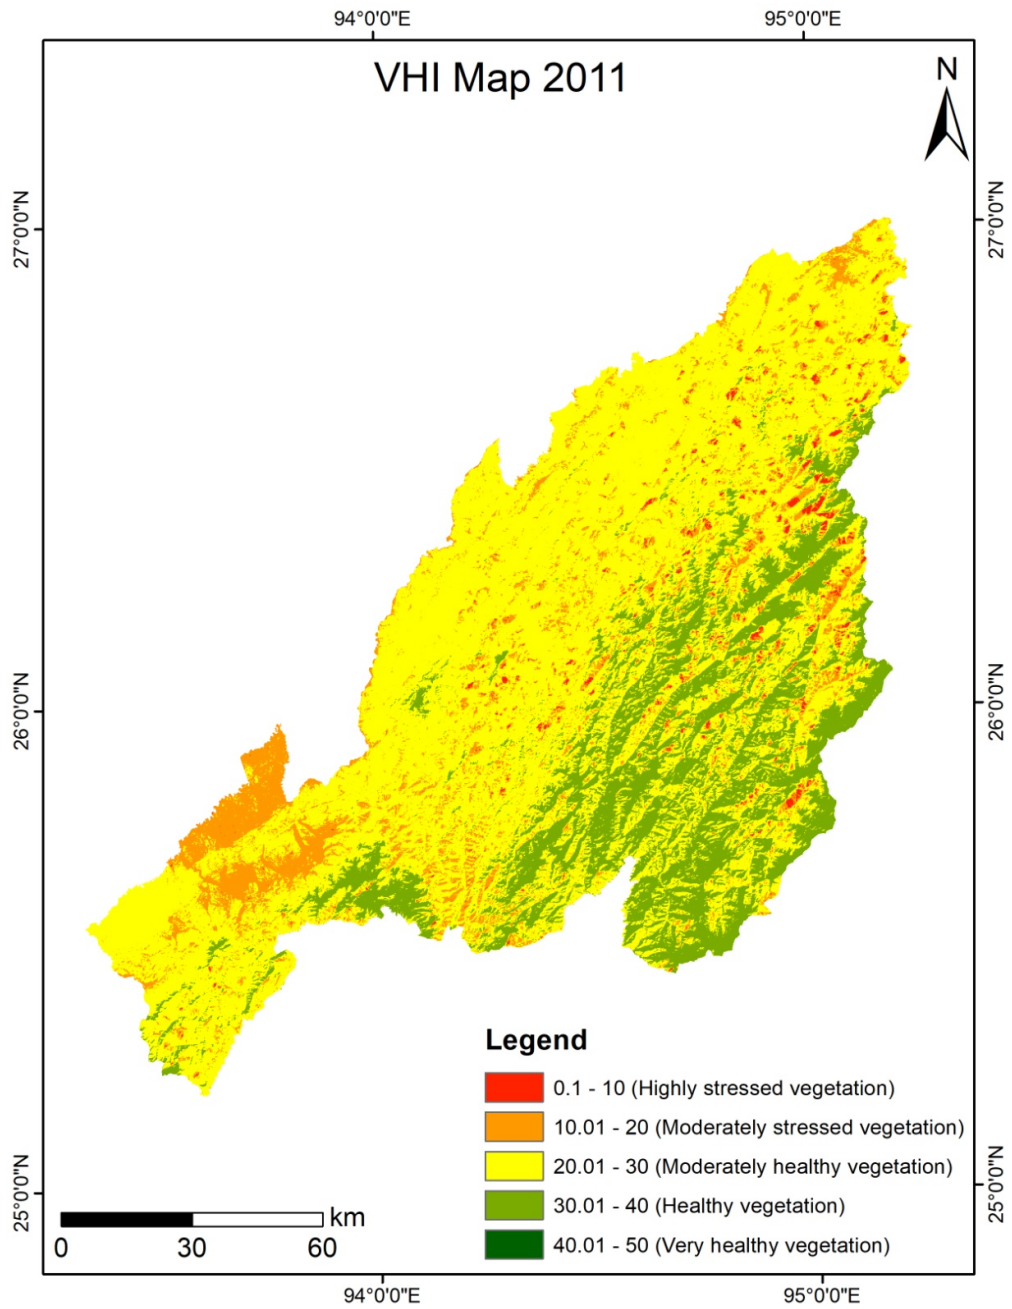 94°0'0"E 95°0'0"E
VHI Map 2011
N
27°0'0"N 27°0'0"N
26°0'0"N 26°0'0"N
Legend
0.1 - 10 (Highly stressed vegetation)
10.01 - 20 (Moderately stressed vegetation)
20.01 - 30 (Moderately healthy vegetation)
30.01 - 40 (Healthy vegetation)
40.01 - 50 (Very healthy vegetation)
25°0'0"N 25°0'0"N
km
0 30 60
94°0'0"E 95°0'0"E